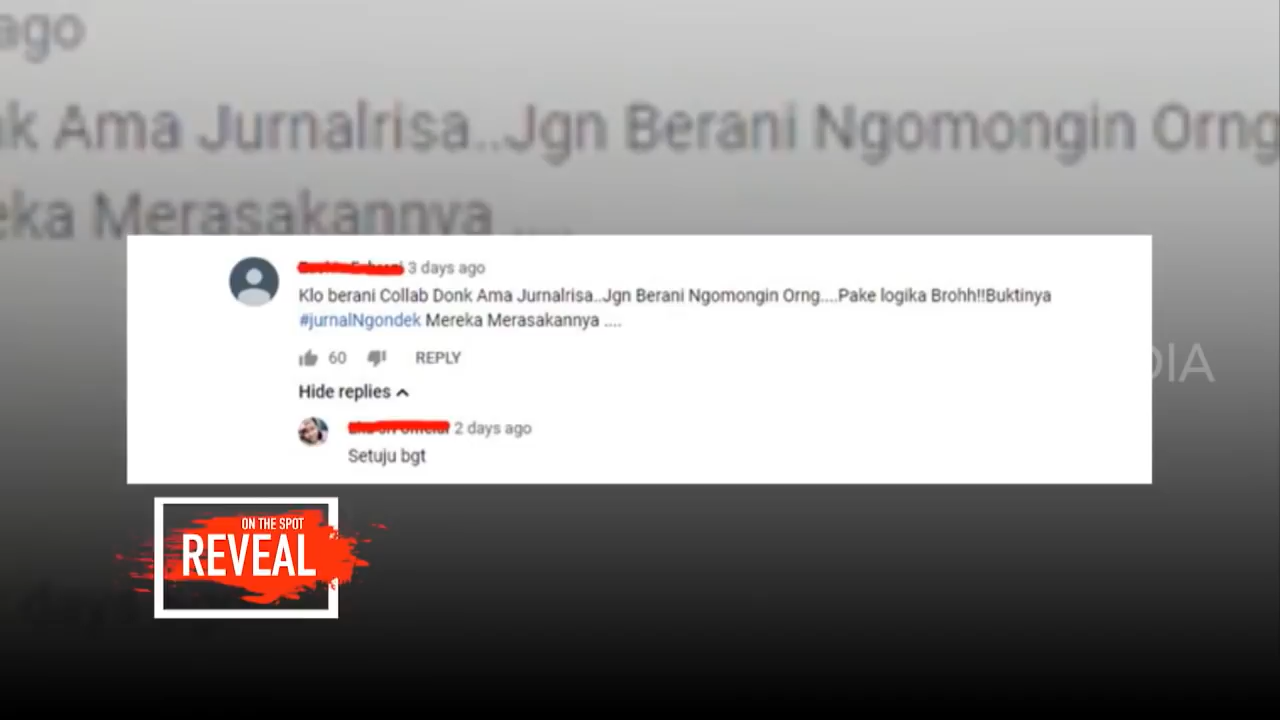 ago
Ama Jurnalrisa..Jgn Berani Ngomongin Orng
Merasakannya ....
3 days ago
Klo berani Collab Donk Ama Jurnalrisa..Jgn Berani Ngomongin Orng....Pake logika Brohh!!Buktinya
#jurnalNgondek Mereka Merasakannya ....
60 REPLY
Hide replies
2 days ago
Setuju bgt
ON THE SPOT
REVEAL